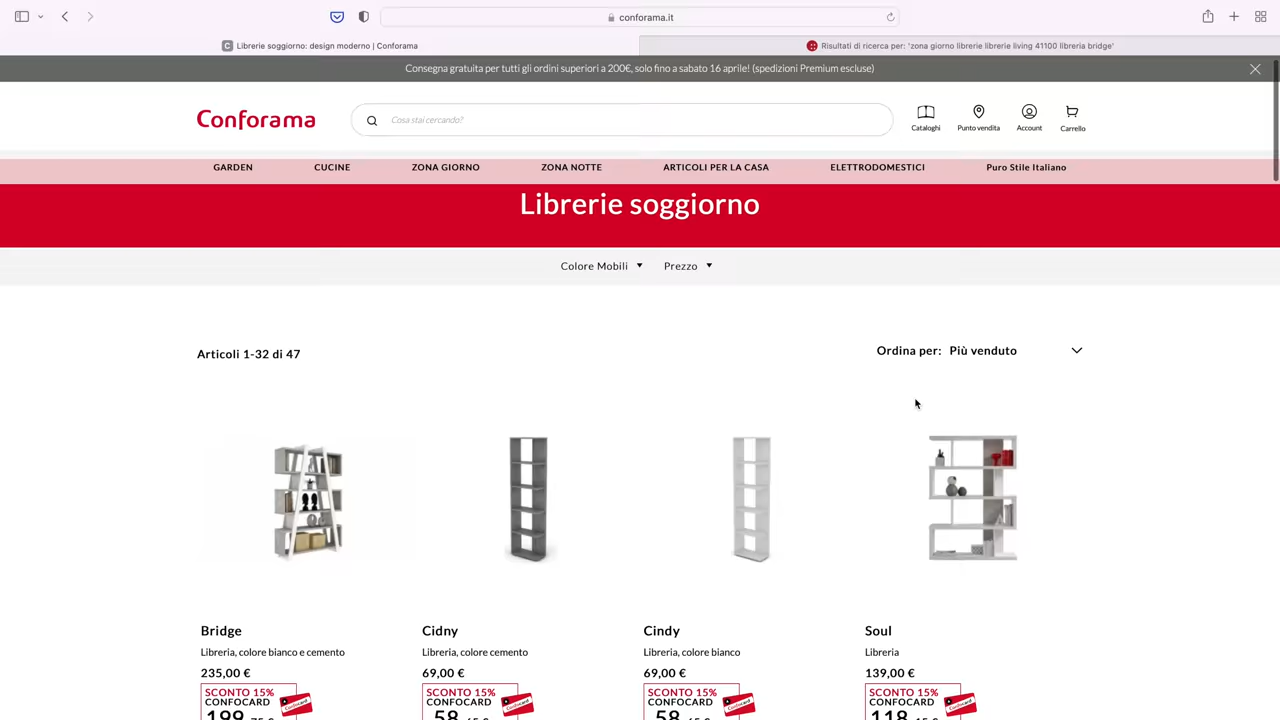 conforama.it
Librerie soggiorno: design moderno | Conforama
Risultati di ricerca per: 'zona giorno librerie librerie living 41100 libreria bridge'
Consegna gratuita per tutti gli ordini superiori a 200€, solo fino a sabato 16 aprile! (spedizioni Premium escluse)
Conforama
Cosa stai cercando?
Cataloghi
Punto vendita
Account
Carrello
GARDEN CUCINE ZONA GIORNO ZONA NOTTE ARTICOLI PER LA CASA ELETTRODOMESTICI Puro Stile Italiano
Librerie soggiorno
Colore Mobili Prezzo
Articoli 1-32 di 47
Ordina per: Più venduto
Bridge
Libreria, colore bianco e cemento
235,00 €
SCONTO 15%
CONFOCARD
199
Cidny
Libreria, colore cemento
69,00 €
SCONTO 15%
CONFOCARD
58
Cindy
Libreria, colore bianco
69,00 €
SCONTO 15%
CONFOCARD
58
Soul
Libreria
139,00 €
SCONTO 15%
CONFOCARD
118